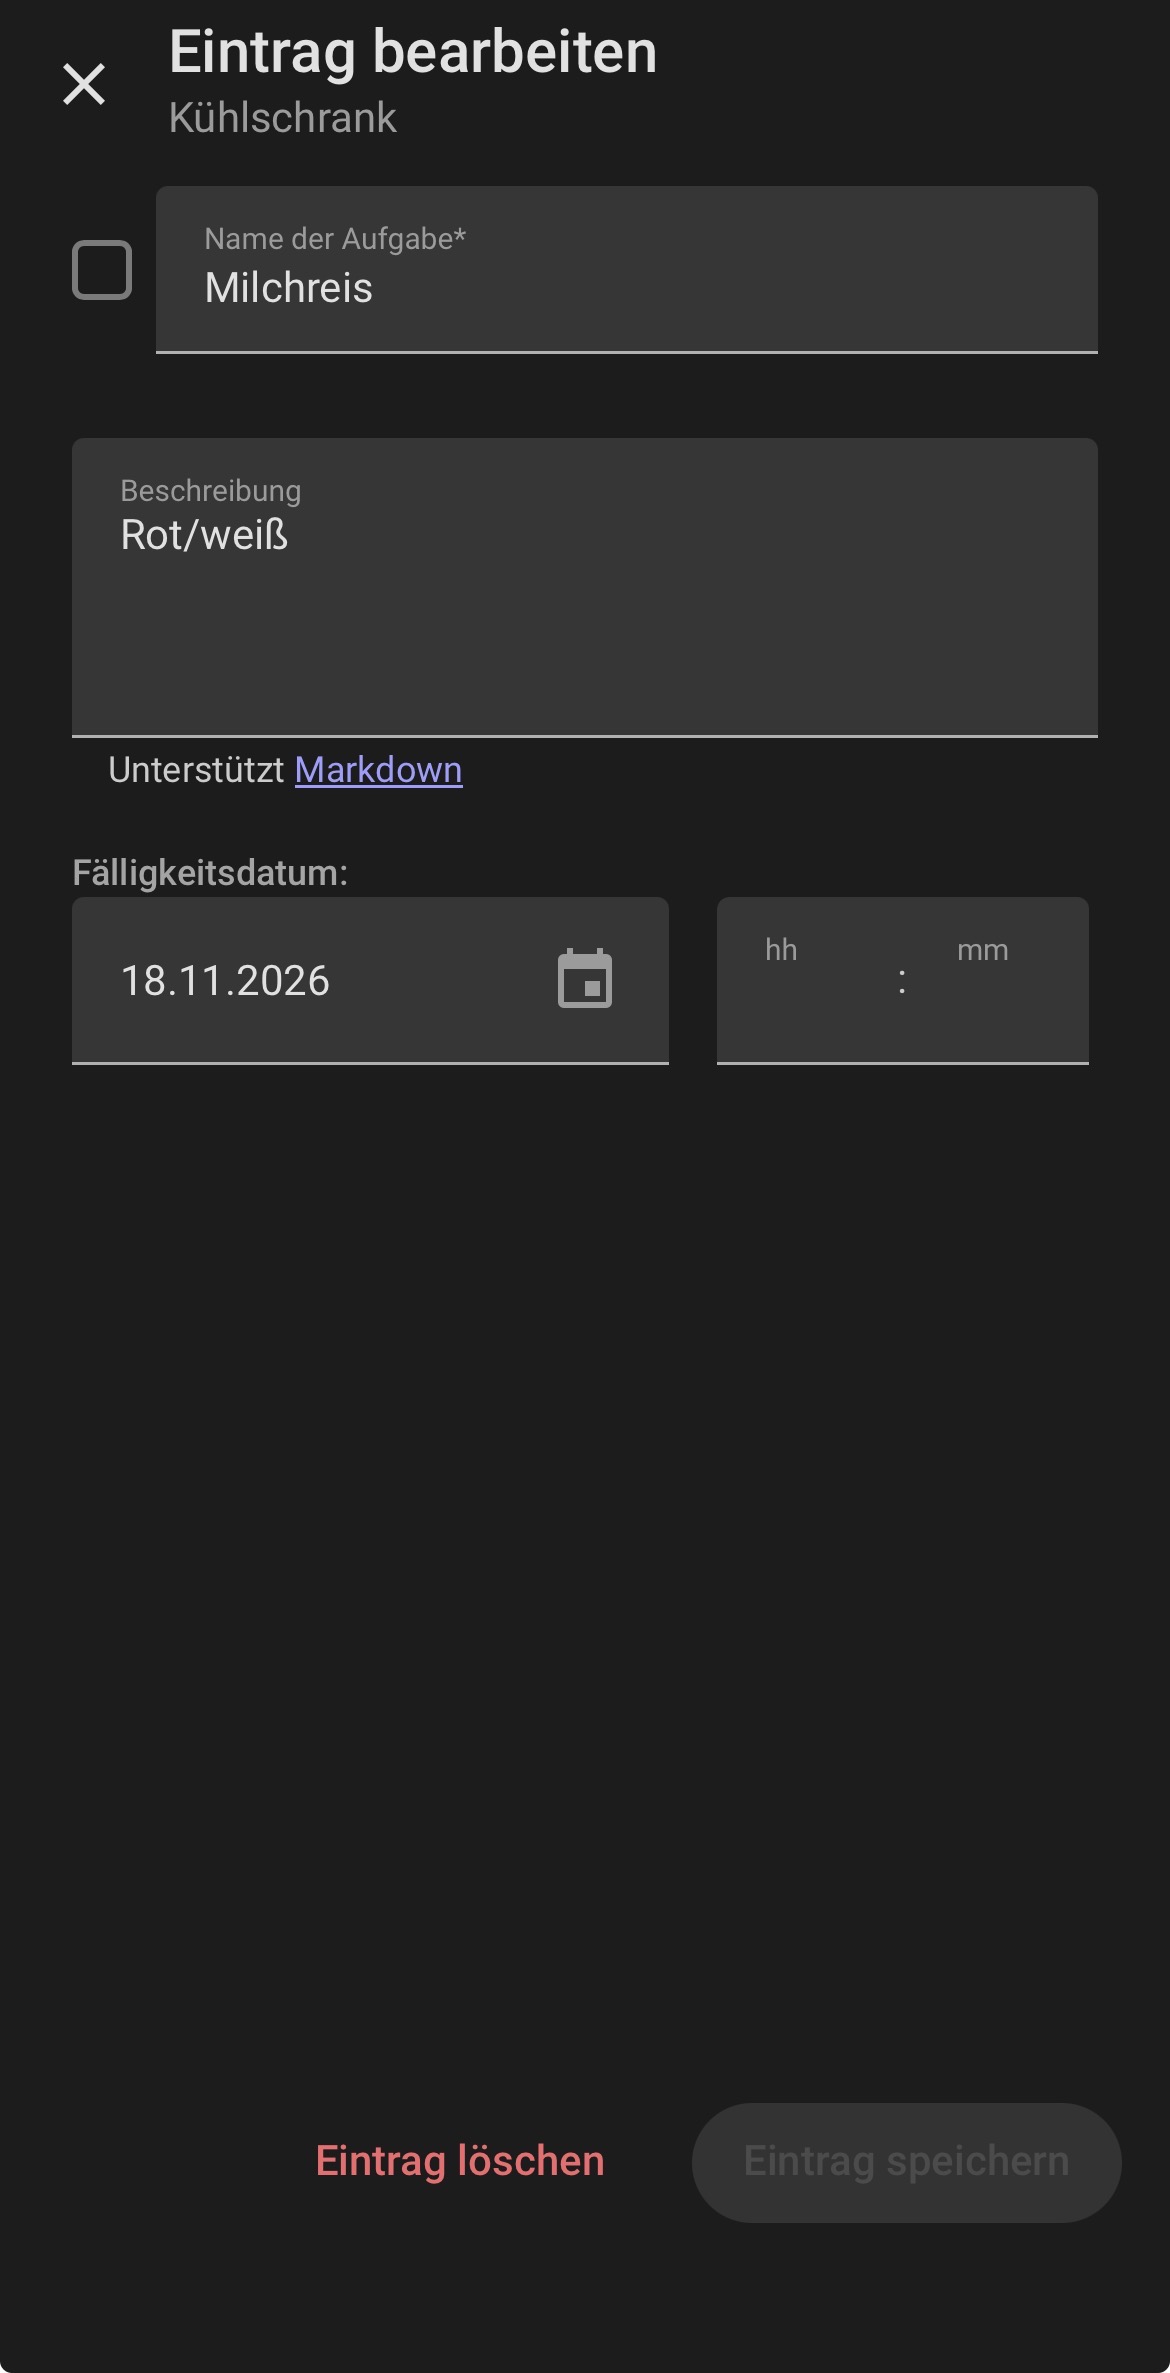 Eintrag bearbeiten
Kühlschrank
Name der Aufgabe*
Milchreis
Beschreibung
Rot/weiß
Unterstützt Markdown
Fälligkeitsdatum:
18.11.2026
hh : mm
Eintrag löschen
Eintrag speichern